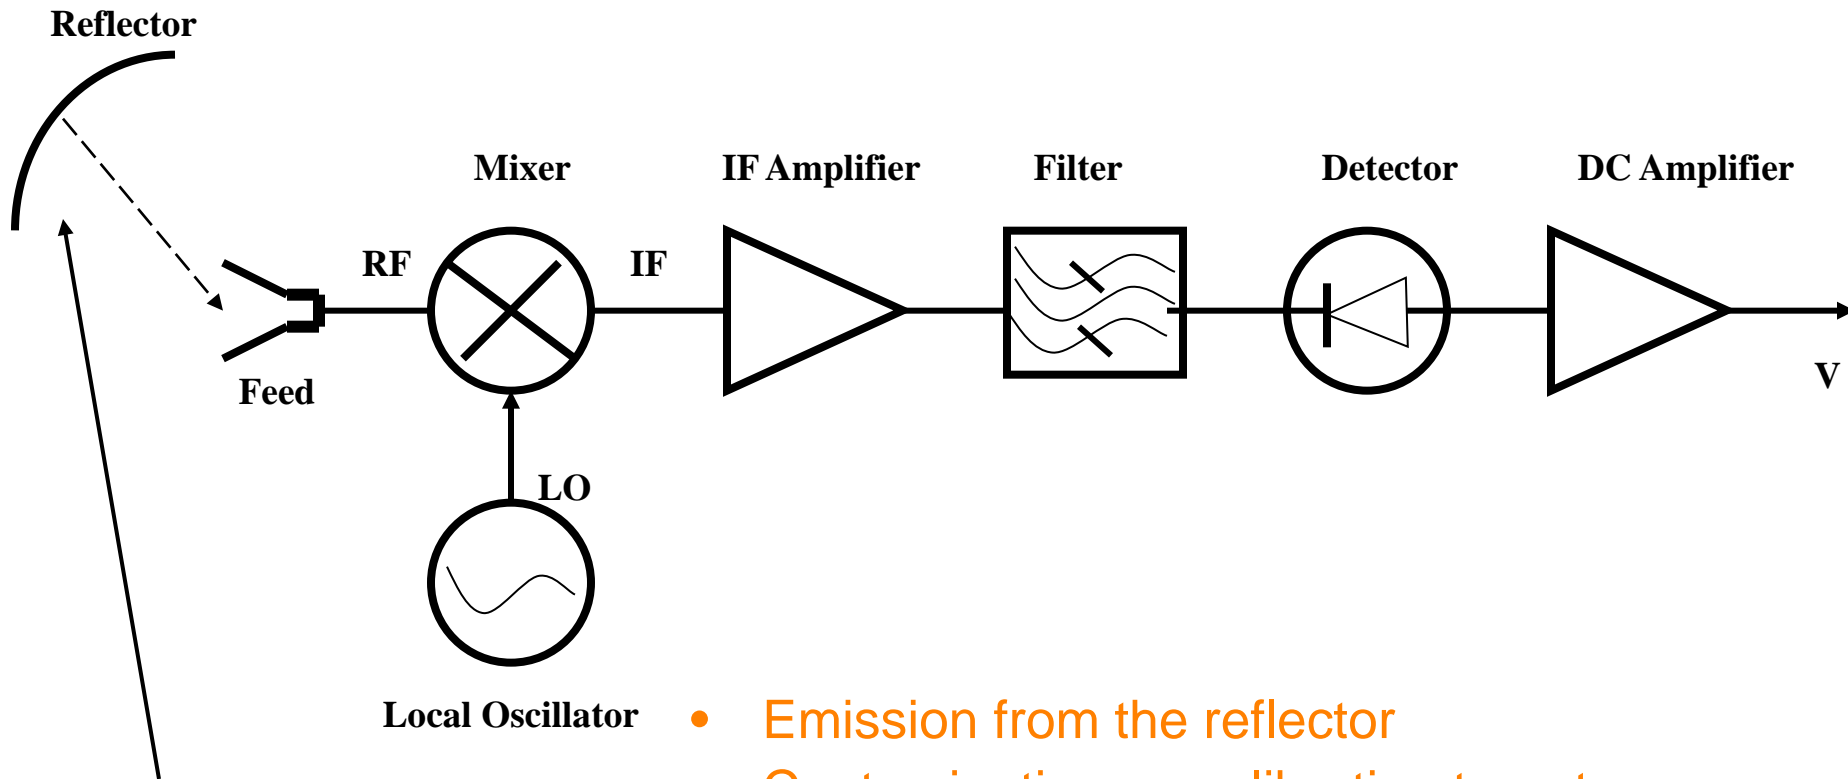 Reflector
Mixer
IF Amplifier
Filter
Detector
DC Amplifier
RF
IF
Feed
V
LO
Local Oscillator
• Emission from the reflector